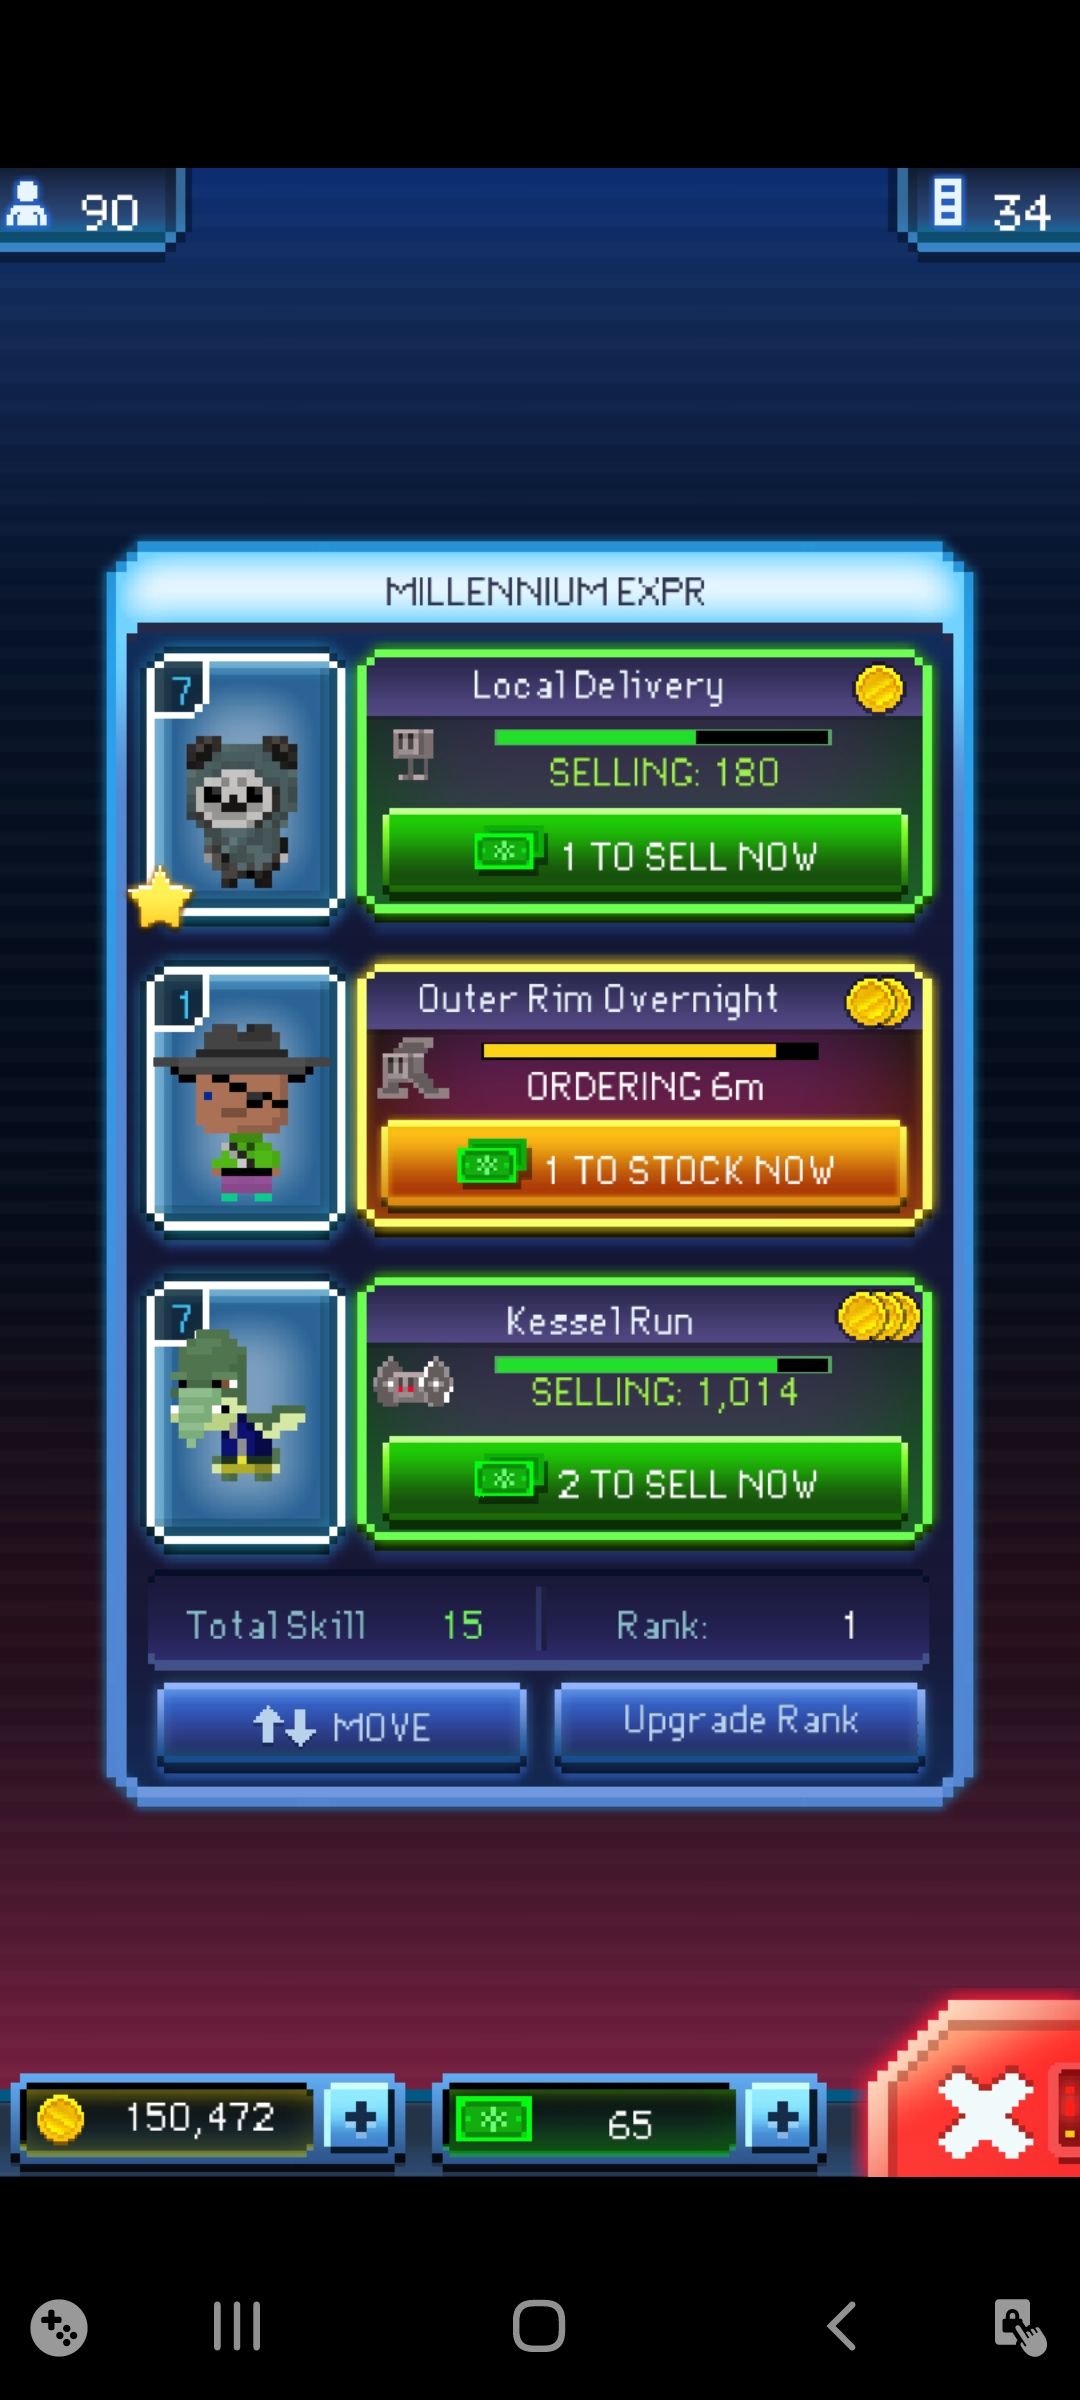 90
34
MILLENNIUM EXPR
7
Local Delivery
SELLING: 180
1 TO SELL NOW
1
Outer Rim Overnight
ORDERING 6m
1 TO STOCK NOW
7
Kessel Run
SELLING: 1,014
2 TO SELL NOW
Total Skill 15 Rank: 1
MOVE Upgrade Rank
150,472 65